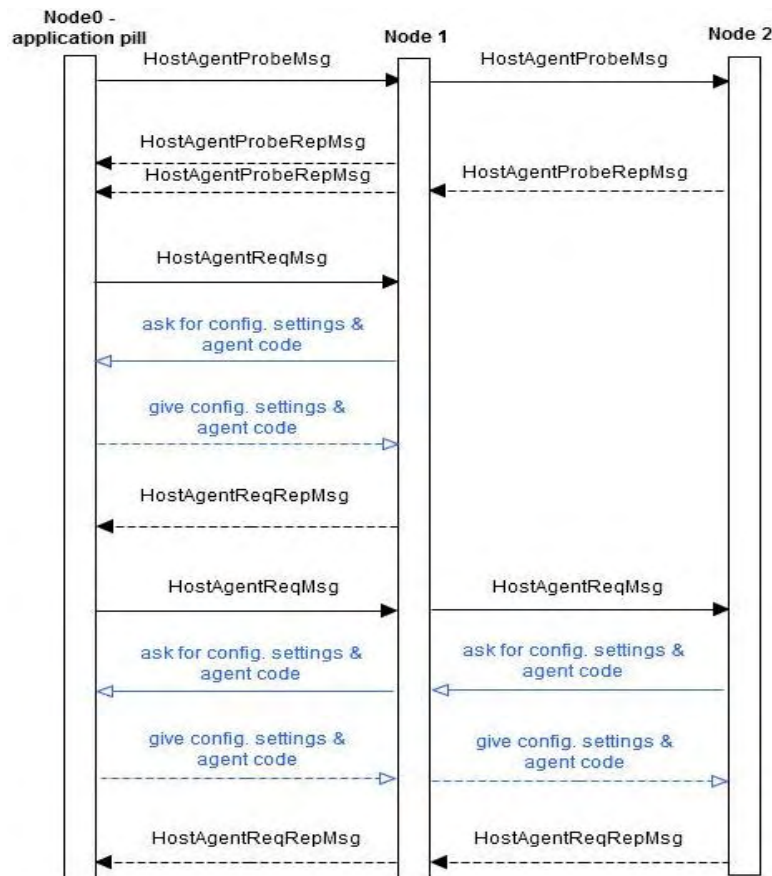 Node0 -
application pill
Node 1
Node 2
HostAgentProbeMsg
HostAgentProbeMsg
HostAgentProbeRepMsg
HostAgentProbeRepMsg
HostAgentProbeRepMsg
HostAgentReqMsg
ask for config. settings &
agent code
give config. settings &
agent code
HostAgentReqRepMsg
HostAgentReqMsg
HostAgentReqMsg
ask for config. settings &
agent code
ask for config. settings &
agent code
give config. settings &
agent code
give config. settings &
agent code
HostAgentReqRepMsg
HostAgentReqRepMsg